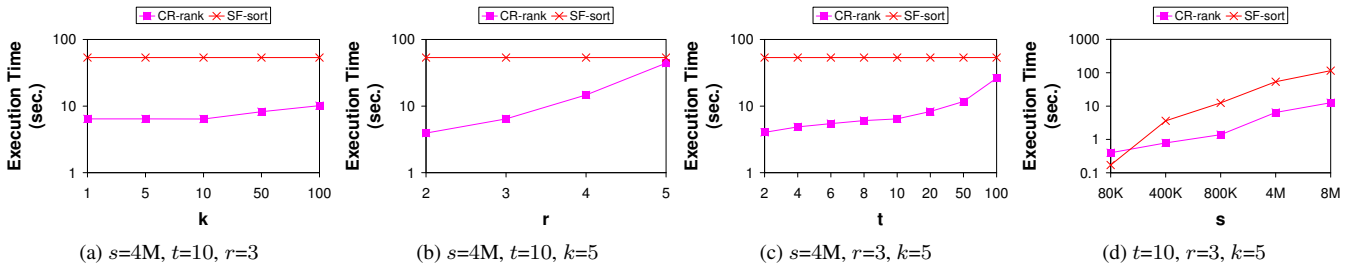 CR-rank SF-sort
100
10
1
Execution Time
(sec.)
1 5 10 50 100
k
(a) s=4M, t=10, r=3
CR-rank SF-sort
100
10
1
Execution Time
(sec.)
2 3 4 5
r
(b) s=4M, t=10, k=5
CR-rank SF-sort
100
10
1
Execution Time
(sec.)
2 4 6 8 10 20 50 100
t
(c) s=4M, r=3, k=5
CR-rank SF-sort
1000
100
10
1
0.1
Execution Time
(sec.)
80K 400K 800K 4M 8M
s
(d) t=10, r=3, k=5